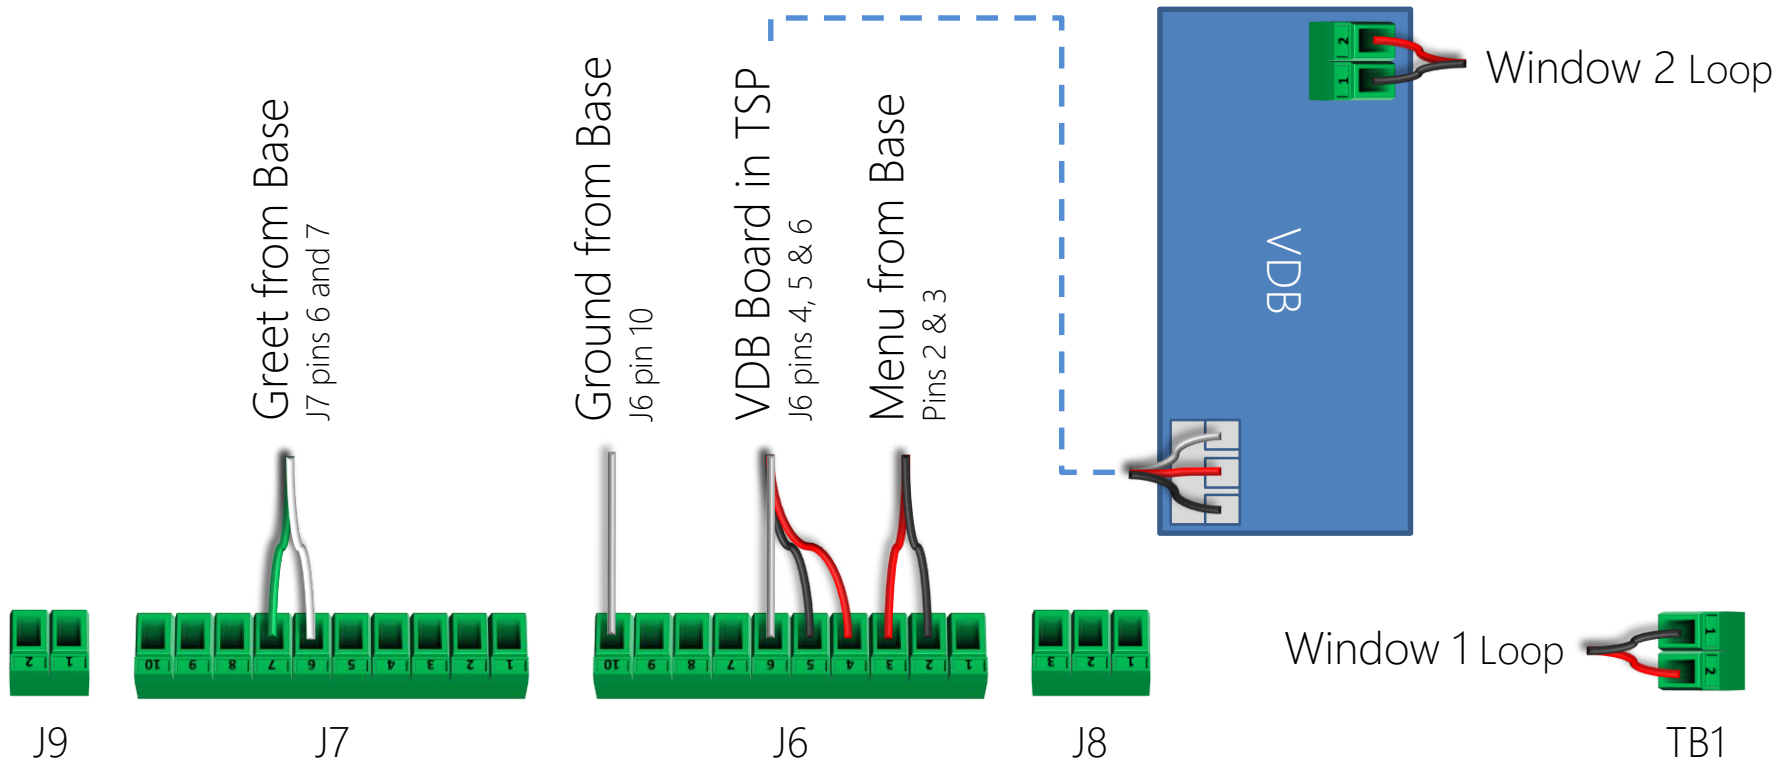 Greet from Base
J7 pins 6 and 7
Ground from Base
J6 pin 10
VDB Board in TSP
J6 pins 4, 5 & 6
Menu from Base
Pins 2 & 3
VDB
2
1
Window 2 Loop
2 1
10 9 8 7 6 5 4 3 2 1
10 9 8 7 6 5 4 3 2 1
3 2 1
Window 1 Loop
1
2
J9
J7
J6
J8
TB1